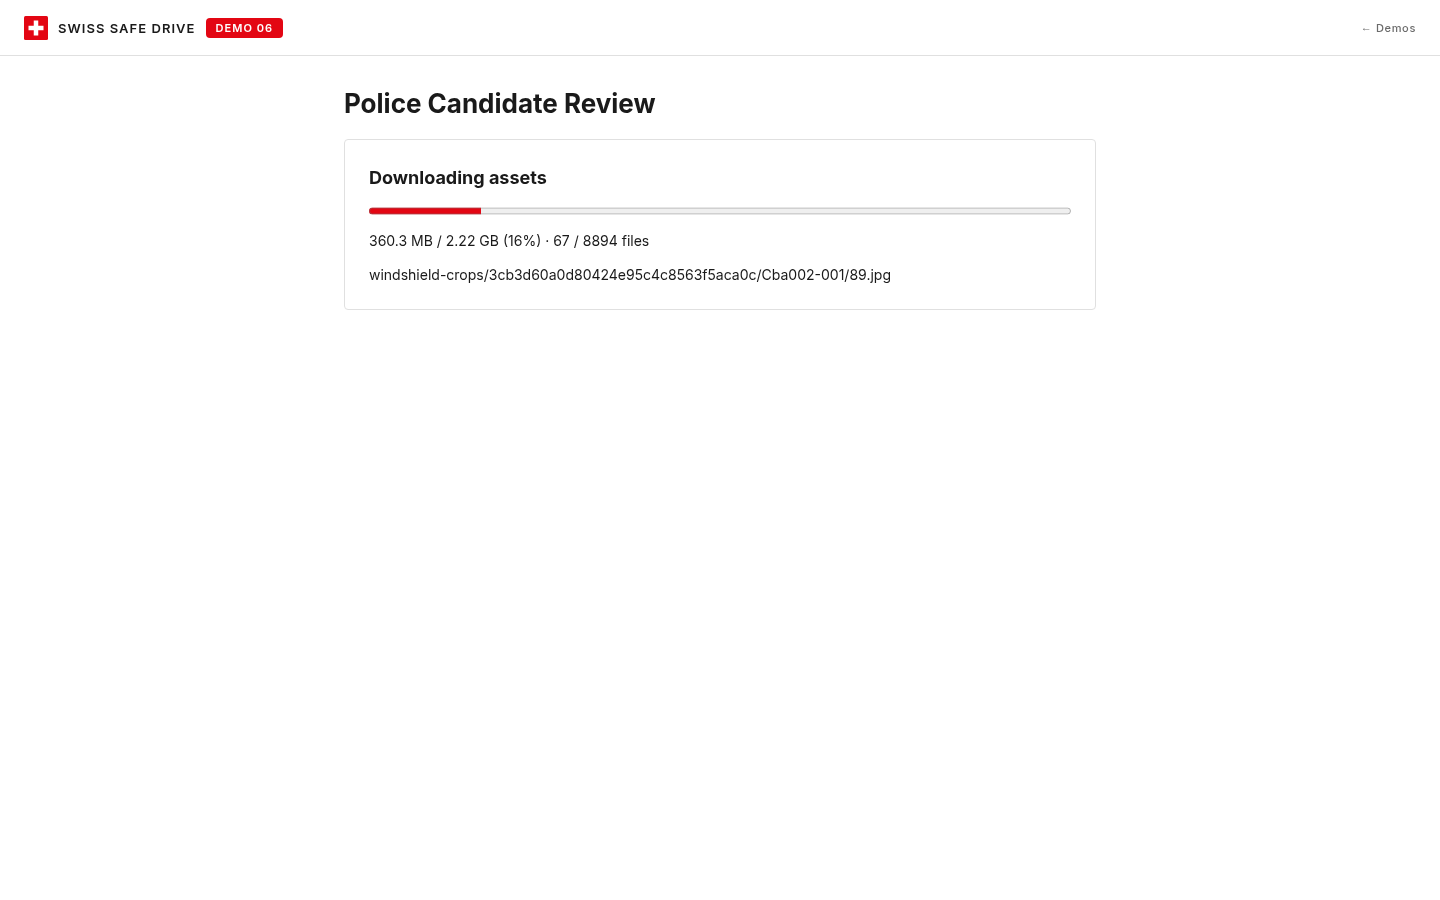 SWISS SAFE DRIVE DEMO 06
← Demos
Police Candidate Review
Downloading assets
360.3 MB / 2.22 GB (16%) · 67 / 8894 files
windshield-crops/3cb3d60a0d80424e95c4c8563f5aca0c/Cba002-001/89.jpg